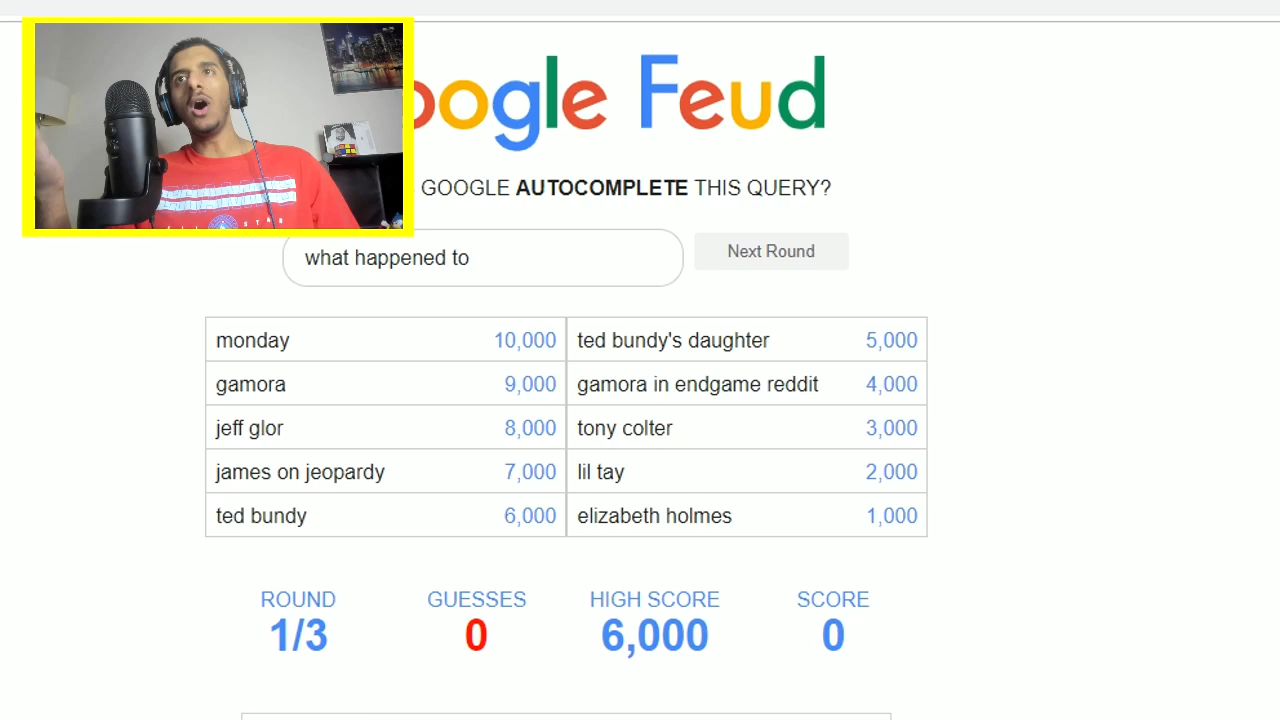 oogle Feud
GOOGLE AUTOCOMPLETE THIS QUERY?
what happened to
Next Round
monday 10,000 ted bundy's daughter 5,000
gamora 9,000 gamora in endgame reddit 4,000
jeff glor 8,000 tony colter 3,000
james on jeopardy 7,000 lil tay 2,000
ted bundy 6,000 elizabeth holmes 1,000
ROUND GUESSES HIGH SCORE SCORE
1/3 0 6,000 0